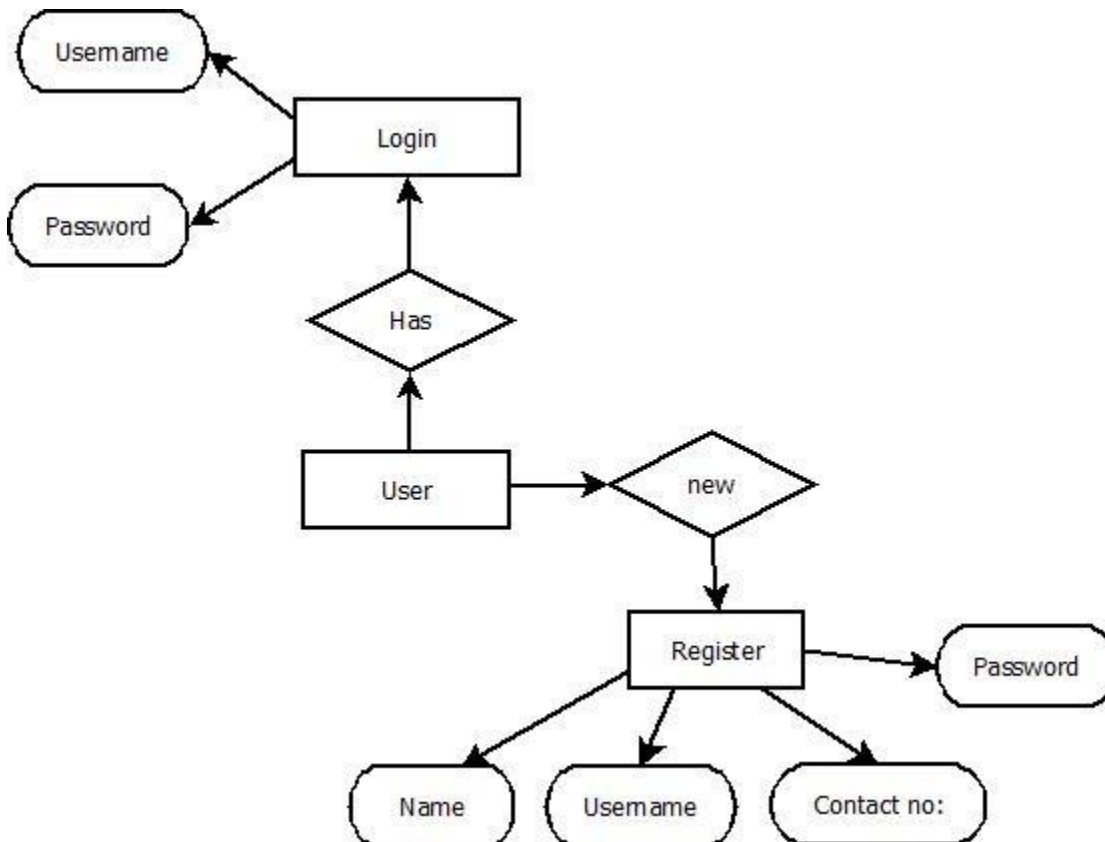 Username
Login
Password
Has
User
new
Register
Password
Name
Username
Contact no: